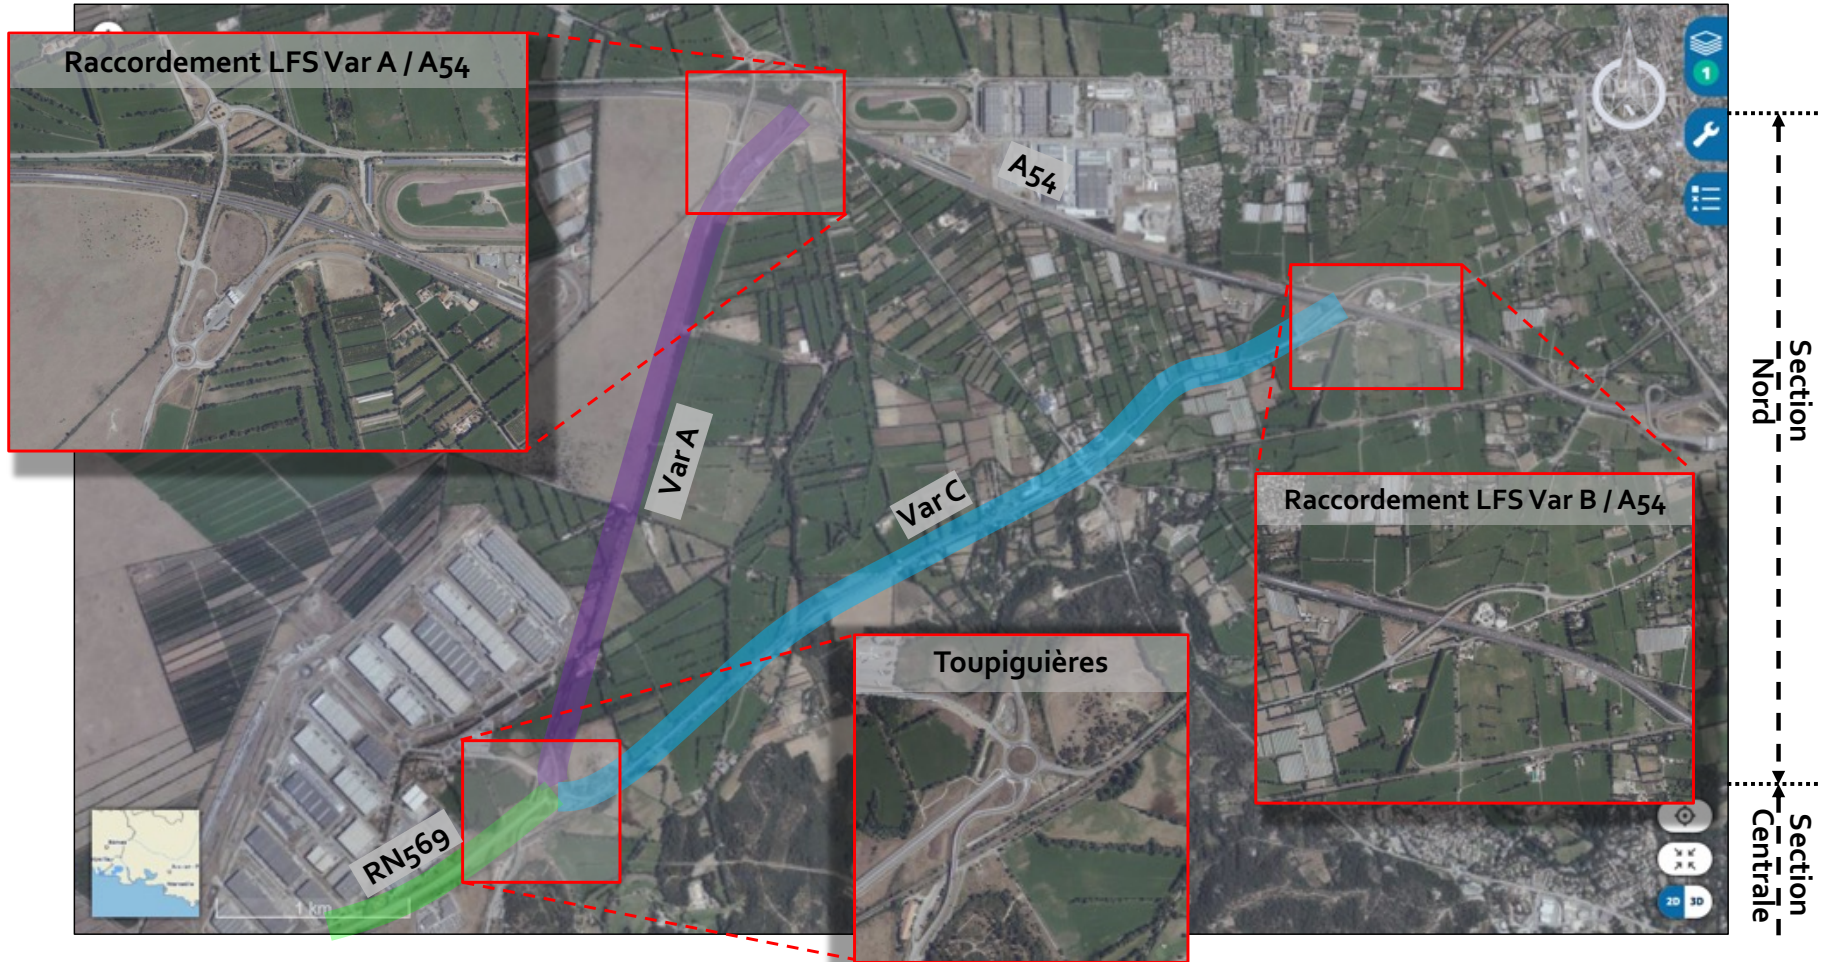 Raccordement LFS Var A / A54
1
A54
Section
Nord
Var A
Var C
Raccordement LFS Var B / A54
Toupiguières
RN569
1 km
Section
Centrale
2D 3D